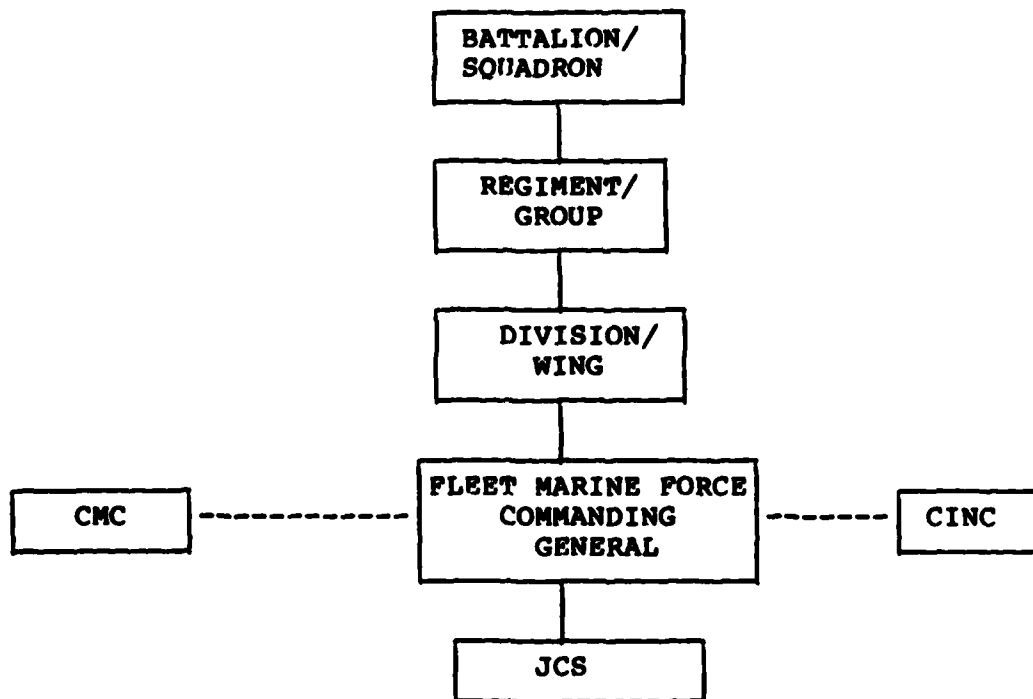 BATTALION/
SQUADRON
REGIMENT/
GROUP
DIVISION/
WING
FLEET MARINE FORCE
COMMANDING
GENERAL
CMC
CINC
JCS